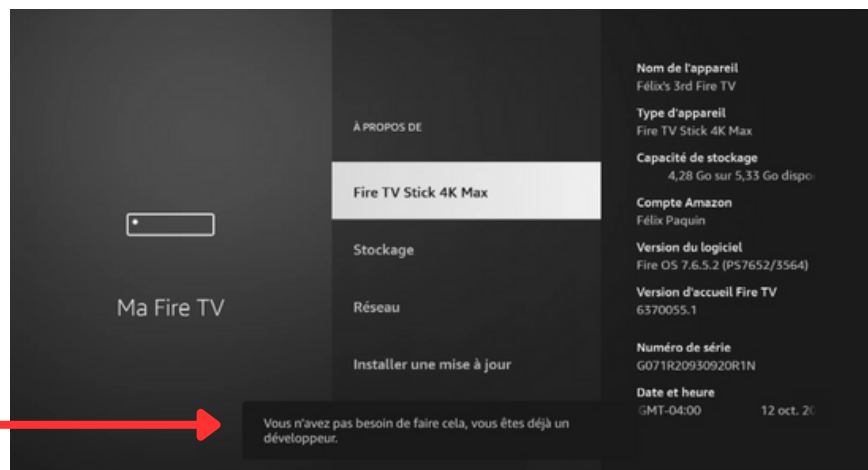 Ma Fire TV
À PROPOS DE
Fire TV Stick 4K Max
Stockage
Réseau
Installer une mise à jour
Nom de l'appareil
Félix's 3rd Fire TV
Type d'appareil
Fire TV Stick 4K Max
Capacité de stockage
4,28 Go sur 5,33 Go dispo
Compte Amazon
Félix Paquin
Version du logiciel
Fire OS 7.6.5.2 (PS7652/3564)
Version d'accueil Fire TV
6370055.1
Numéro de série
G071R20930920R1N
Date et heure
GMT-04:00 12 oct. 20
Vous n'avez pas besoin de faire cela, vous êtes déjà un
développeur.